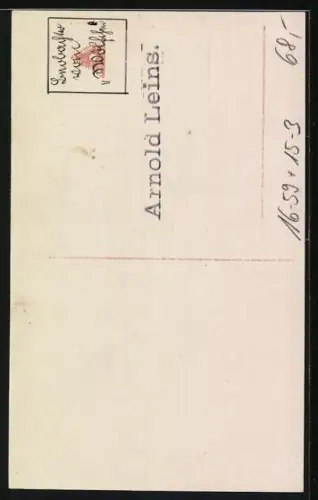 Arnold Leins.
68,-
16-59 + 15-3